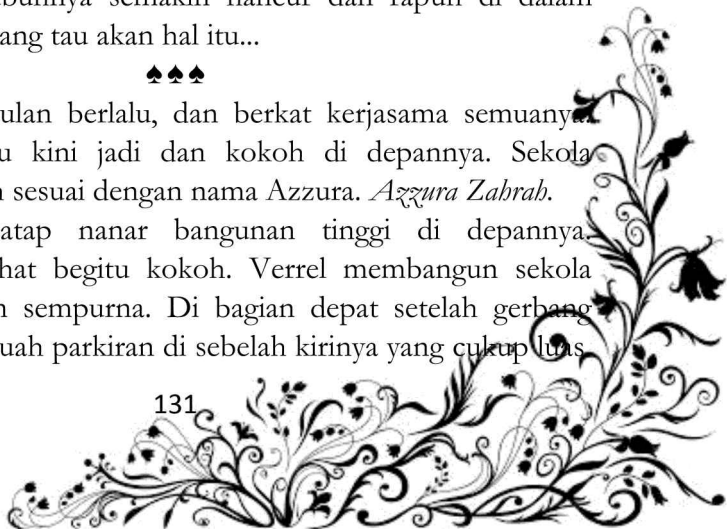 semakin hancur dan rapuh di dalam
ang tau akan hal itu...
♠♠♠
ulan berlalu, dan berkat kerjasama semuanya.
u kini jadi dan kokoh di depannya. Sekola
n sesuai dengan nama Azzura. Azzura Zahrah.
atap nanar bangunan tinggi di depannya.
hat begitu kokoh. Verrel membangun sekola
n sempurna. Di bagian depat setelah gerbang
uah parkiran di sebelah kirinya yang cukup luas.
131